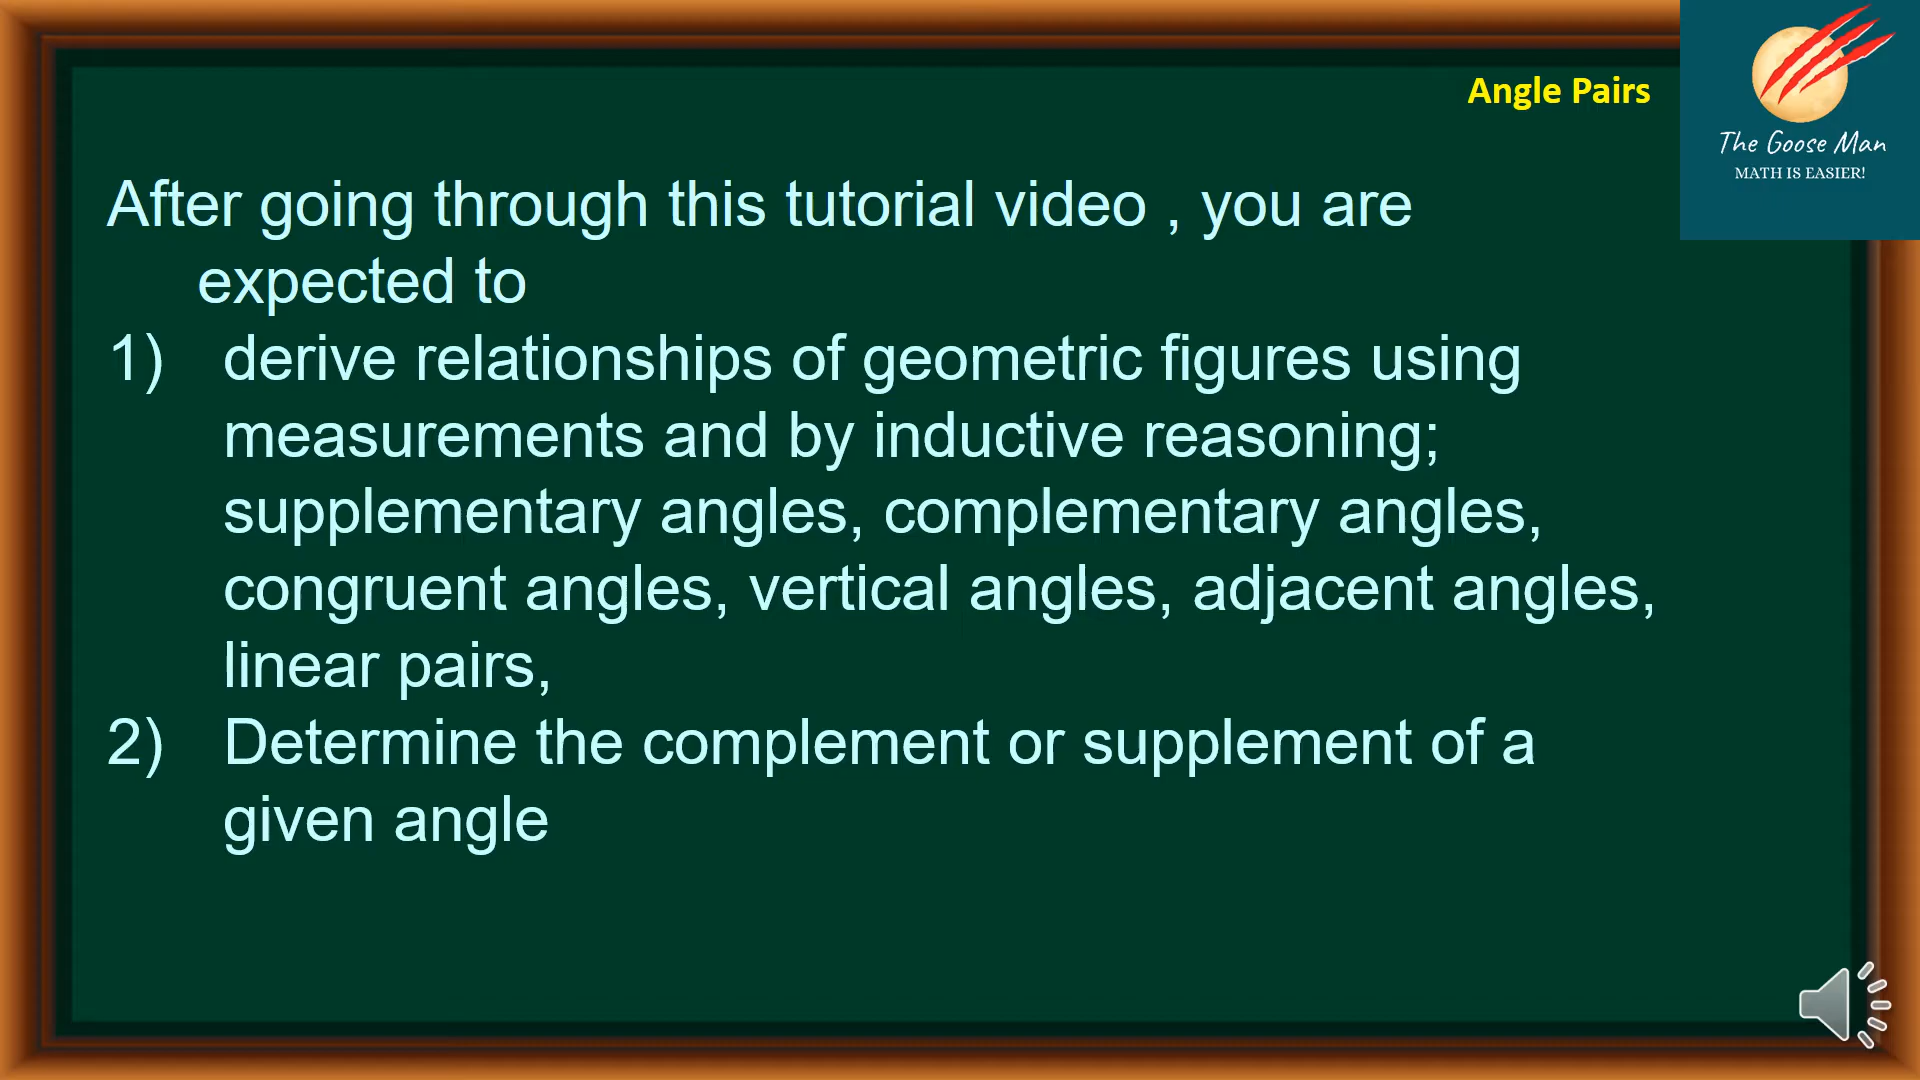 Angle Pairs
The Goose Man
MATH IS EASIER!
After going through this tutorial video , you are
expected to
1) derive relationships of geometric figures using
measurements and by inductive reasoning;
supplementary angles, complementary angles,
congruent angles, vertical angles, adjacent angles,
linear pairs,
2) Determine the complement or supplement of a
given angle